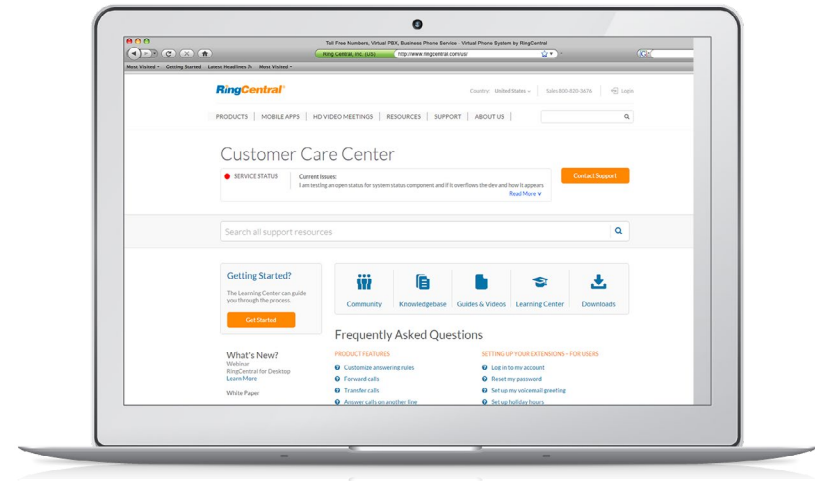 Toll Free Numbers, Virtual PBX, Business Phone Service - Virtual Phone System by RingCentral
Ring Central, Inc. (US)
http://www.ringcentral.com/us/
Most Visited
Getting Started
Latest Headlines
Most Visited
RingCentral
Country: United States
Sales:800-820-3676
Login
PRODUCTS
MOBILE APPS
HD VIDEO MEETINGS
RESOURCES
SUPPORT
ABOUT US
Customer Care Center
SERVICE STATUS
Current Issues:
I am testing an open status for system status component and if it overflows the dev and how it appears
Read More
Contact Support
Search all support resources
Getting Started?
The Learning Center can guide
you through the process.
Get Started
Community
Knowledgebase
Guides & Videos
Learning Center
Downloads
Frequently Asked Questions
What's New?
Webinar
RingCentral for Desktop
Learn More
White Paper
PRODUCT FEATURES
Customize answering rules
Forward calls
Transfer calls
Answer calls on another line
SETTING UP YOUR EXTENSIONS - FOR USERS
Log in to my account
Reset my password
Set up my voicemail greeting
Set up holiday hours